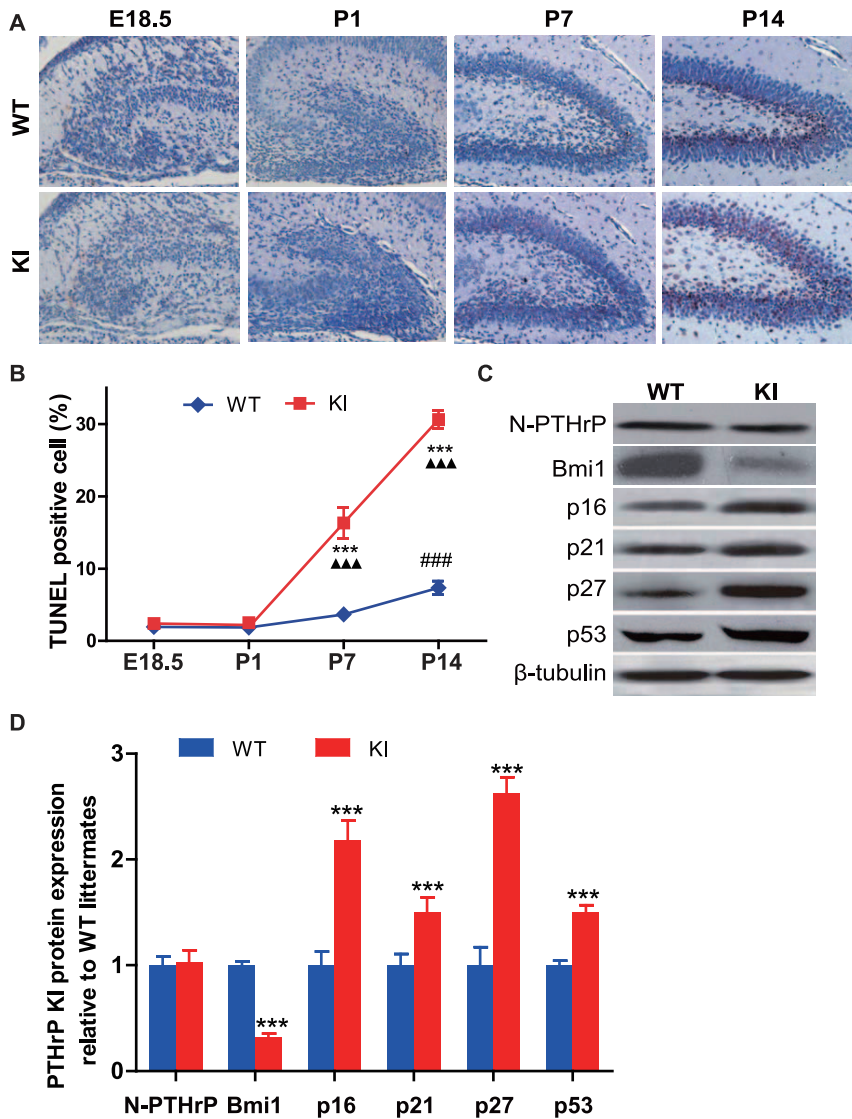 A
E18.5 P1 P7 P14
WT
KI
B
WT KI
TUNEL positive cell (%)
30
20
10
0
***
▲▲▲
***
▲▲▲
###
E18.5 P1 P7 P14
C
WT KI
N-PTHrP
Bmi1
p16
p21
p27
p53
β-tubulin
D
WT KI
PTHrP KI protein expression
relative to WT littermates
3
2
1
0
*** *** *** *** ***
N-PTHrP Bmi1 p16 p21 p27 p53